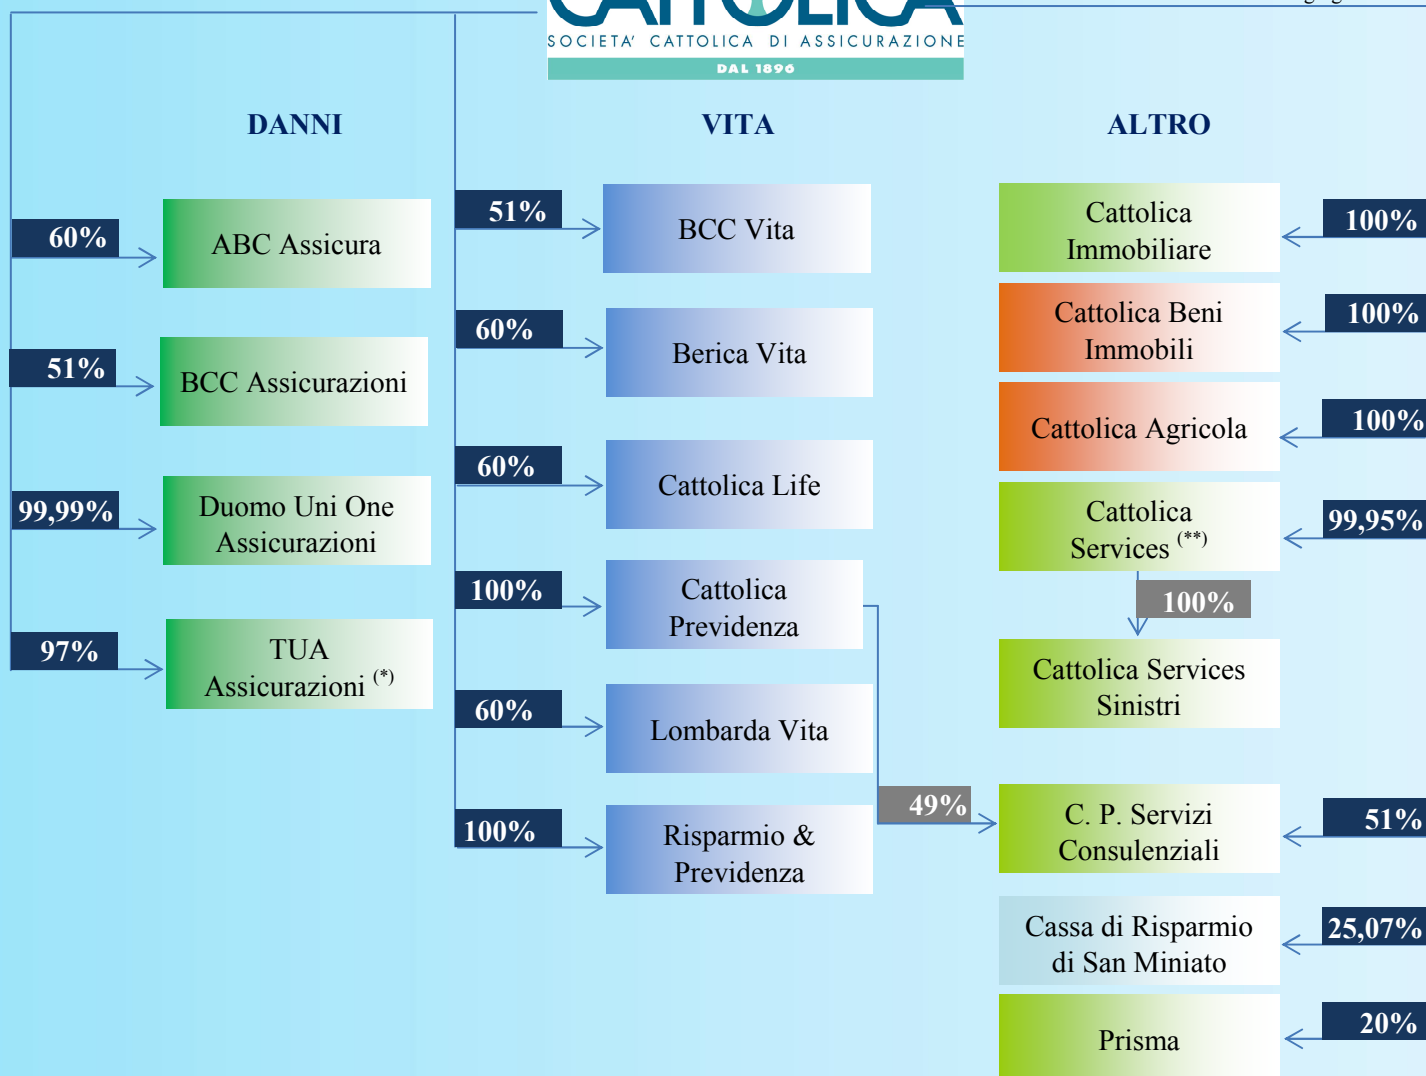 CATTOLICA
SOCIETA' CATTOLICA DI ASSICURAZIONE
DAL 1896
DANNI
60%
ABC Assicura
51%
BCC Assicurazioni
99,99%
Duomo Uni One
Assicurazioni
97%
TUA
Assicurazioni (*)
VITA
51%
BCC Vita
60%
Berica Vita
60%
Cattolica Life
100%
Cattolica
Previdenza
60%
Lombarda Vita
100%
Risparmio &
Previdenza
49%
ALTRO
Cattolica
Immobiliare
100%
Cattolica Beni
Immobili
100%
Cattolica Agricola
100%
Cattolica
Services (**)
99,95%
100%
Cattolica Services
Sinistri
C. P. Servizi
Consulenziali
51%
Cassa di Risparmio
di San Miniato
25,07%
Prisma
20%